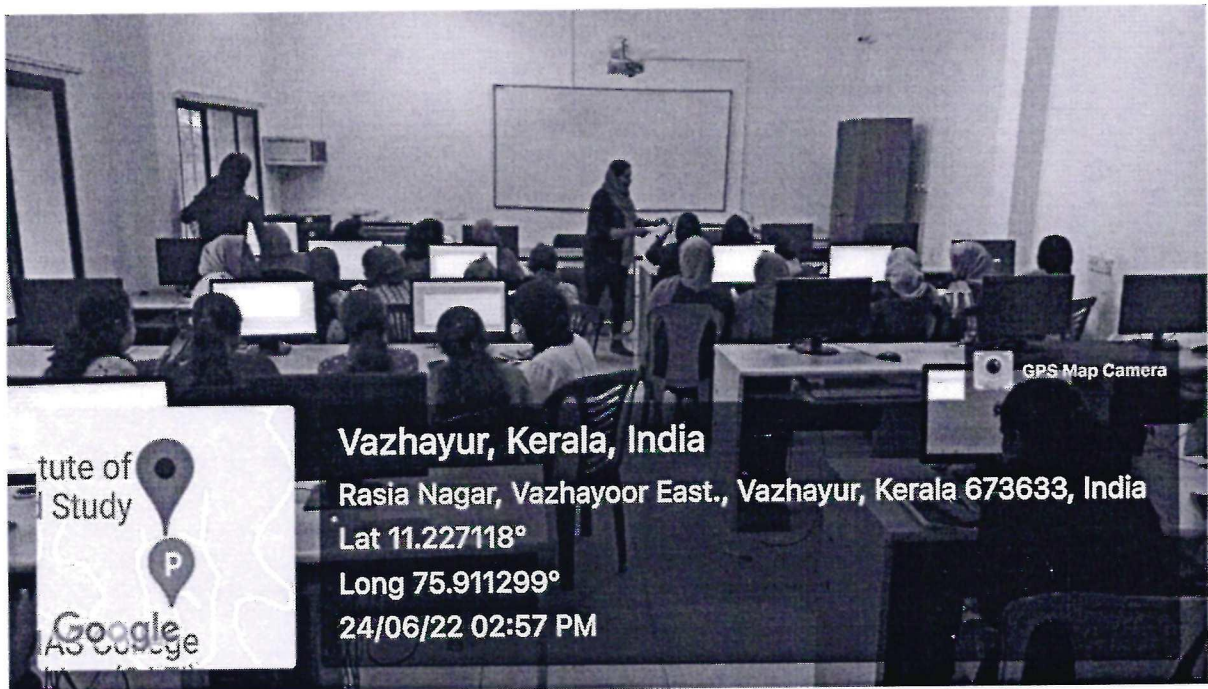 GPS Map Camera
tute of
Study
P
Google
Vazhayur, Kerala, India
Rasia Nagar, Vazhayoor East., Vazhayur, Kerala 673633, India
Lat 11.227118°
Long 75.911299°
24/06/22 02:57 PM